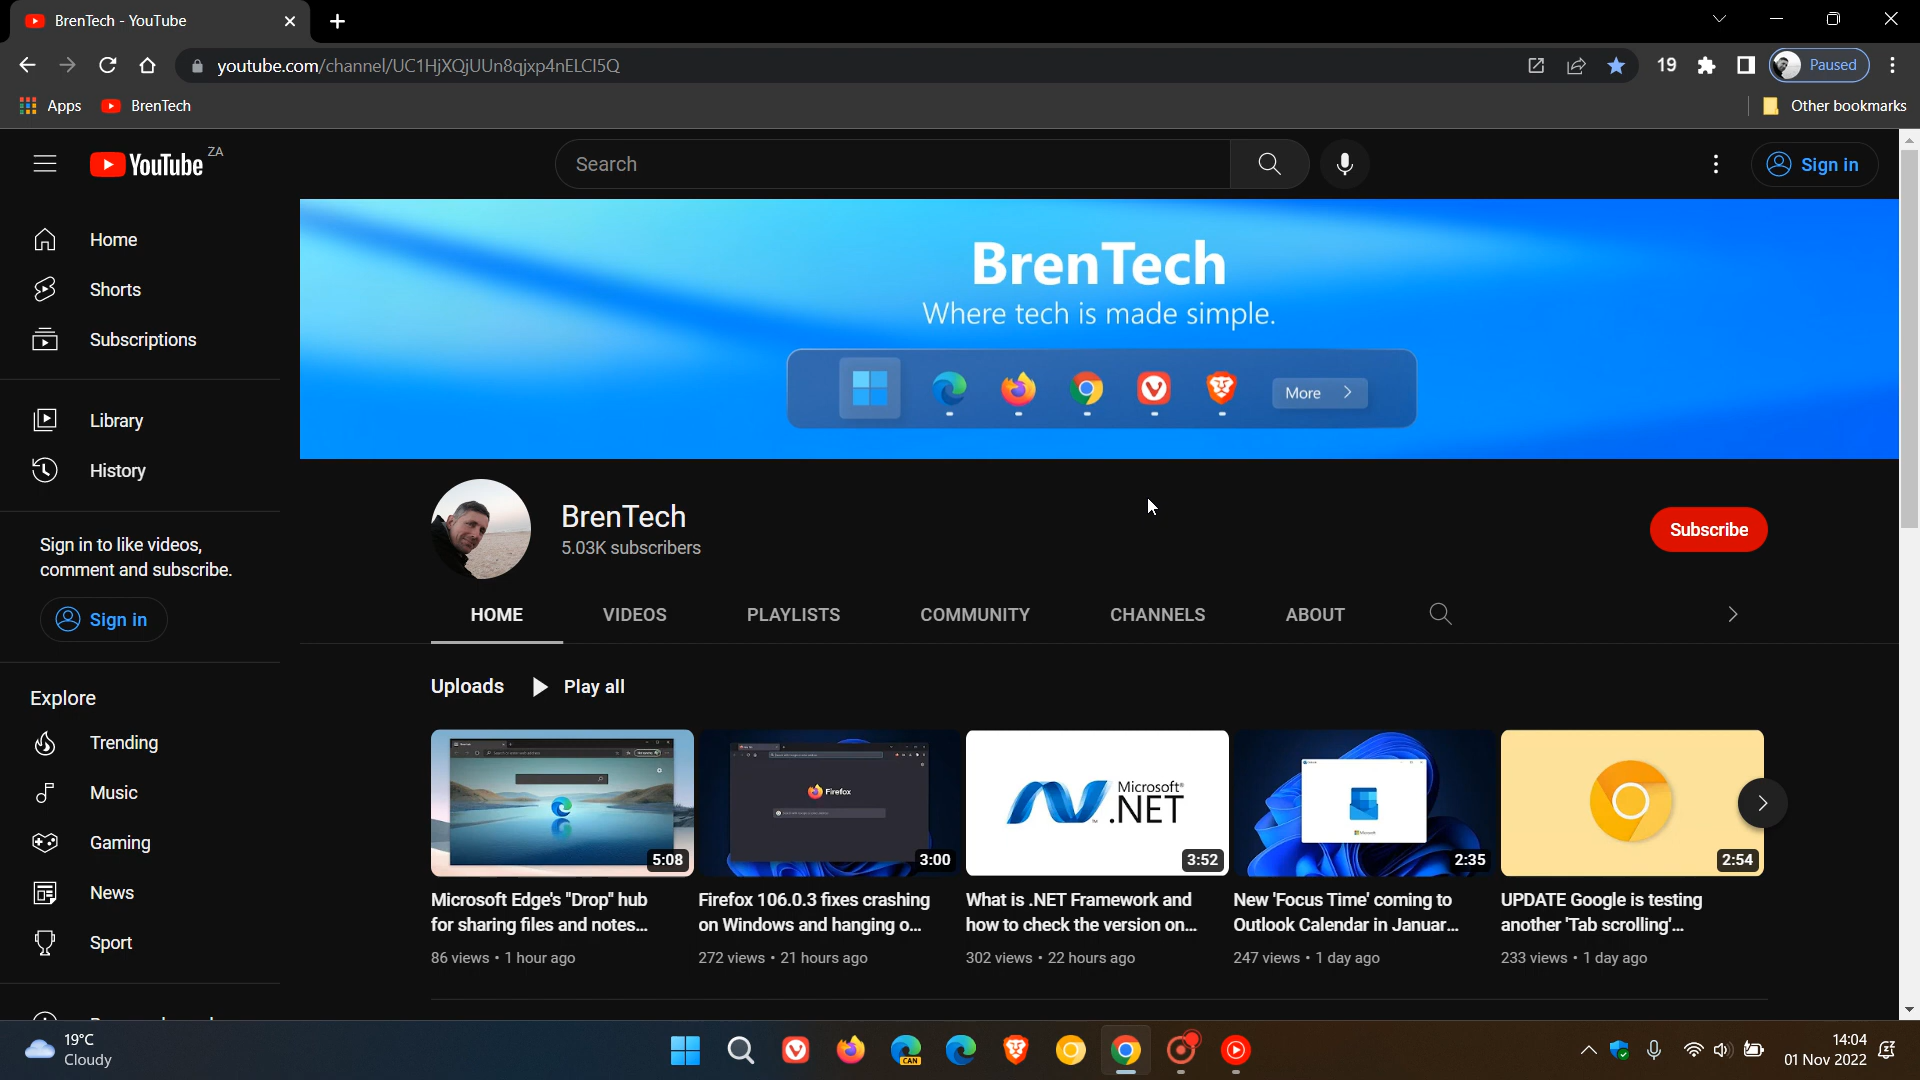 BrenTech - YouTube
youtube.com/channel/UC1HjXQjUUn8qjxp4nELCI5Q
19
Paused
Apps
BrenTech
Other bookmarks
YouTube
ZA
Search
Sign in
Home
Shorts
Subscriptions
Library
History
Sign in to like videos,
comment and subscribe.
Sign in
Explore
Trending
Music
Gaming
News
Sport
BrenTech
Where tech is made simple.
More
BrenTech
5.03K subscribers
Subscribe
HOME
VIDEOS
PLAYLISTS
COMMUNITY
CHANNELS
ABOUT
Uploads
Play all
5:08
Microsoft Edge's "Drop" hub
for sharing files and notes...
86 views • 1 hour ago
Firefox
3:00
Firefox 106.0.3 fixes crashing
on Windows and hanging o...
272 views • 21 hours ago
Microsoft®
.NET
3:52
What is .NET Framework and
how to check the version on...
302 views • 22 hours ago
Microsoft
2:35
New 'Focus Time' coming to
Outlook Calendar in Januar...
247 views • 1 day ago
2:54
UPDATE Google is testing
another 'Tab scrolling'...
233 views • 1 day ago
19°C
Cloudy
CAN
14:04
01 Nov 2022